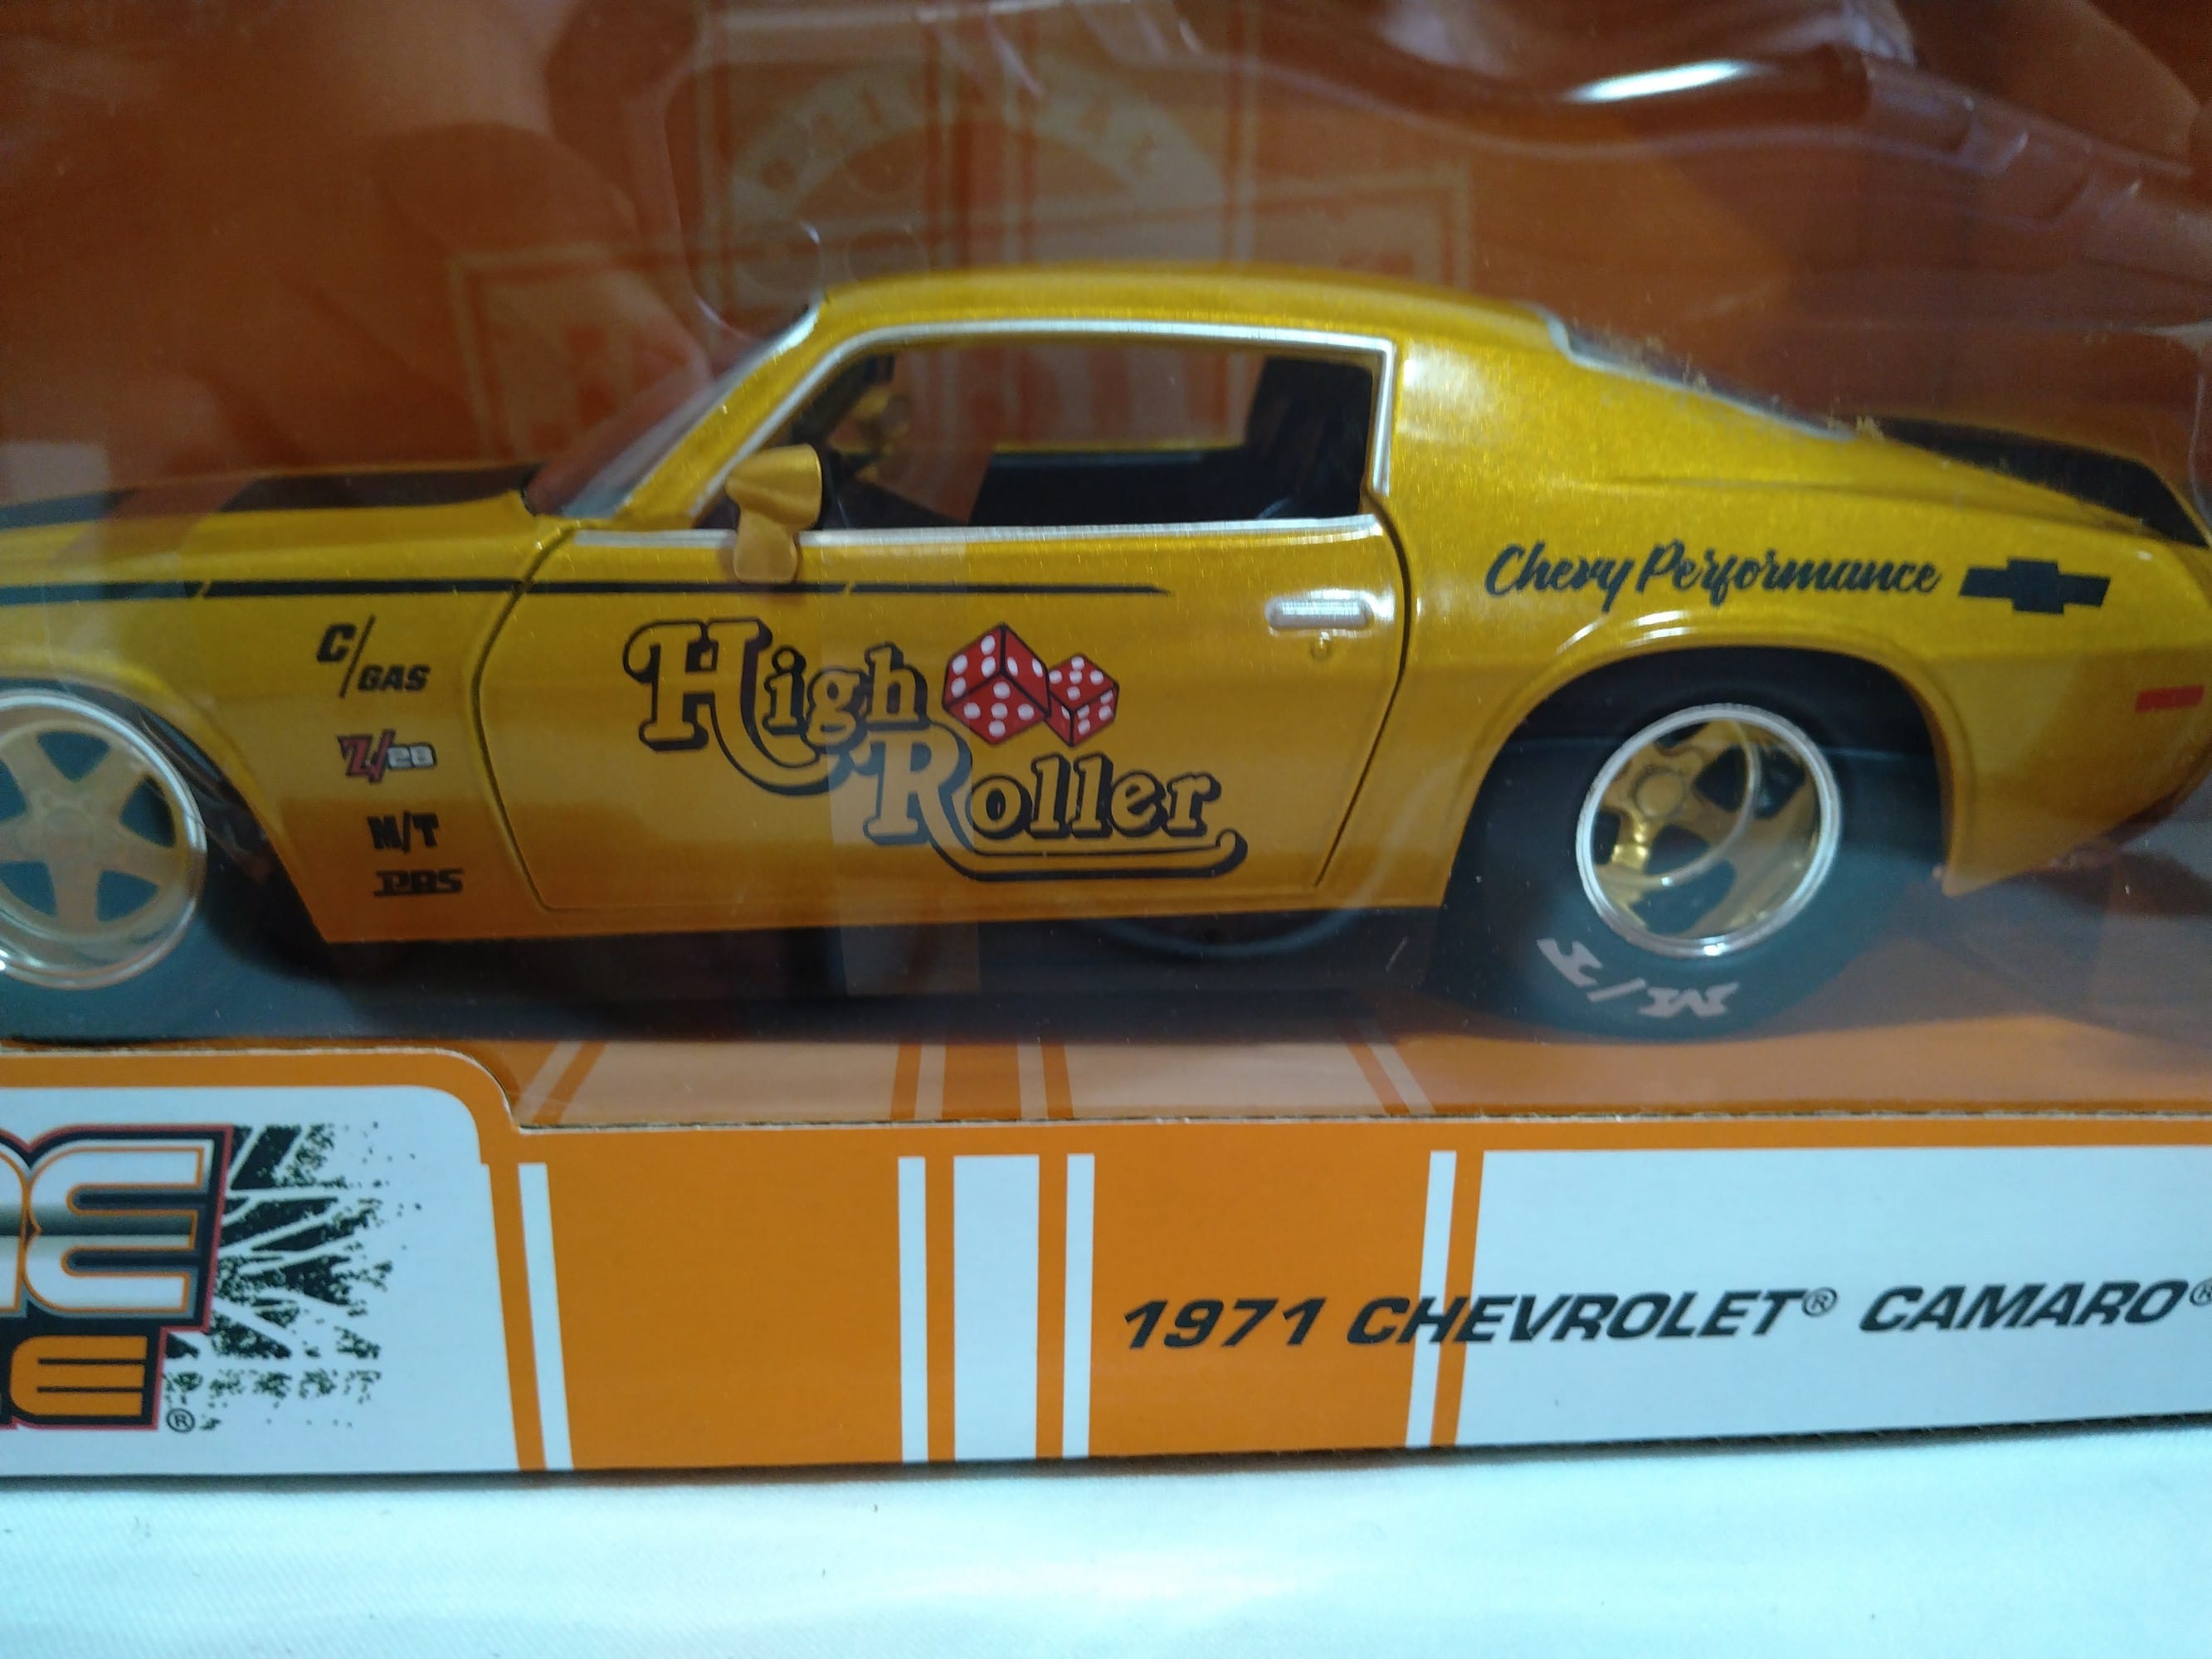 Chevy Performance
C/GAS
High
Z/28
Roller
M/T
PBS
M/T
1971 CHEVROLET® CAMARO®